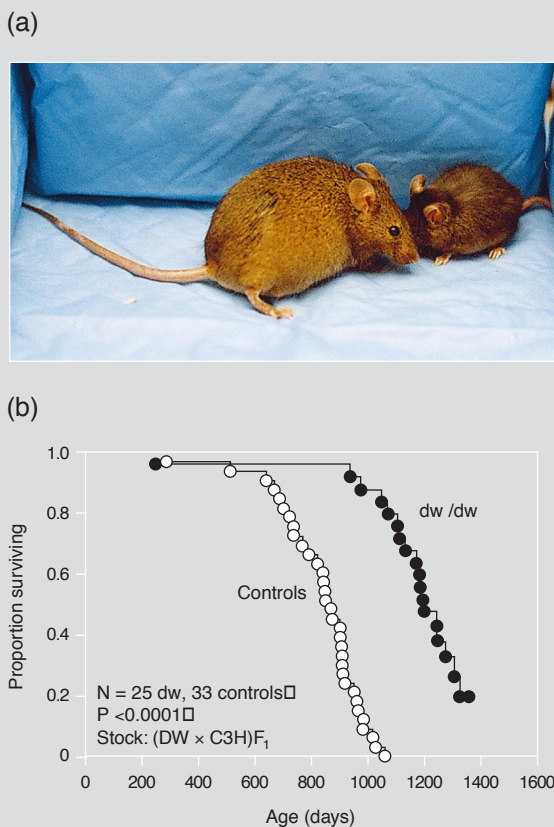 (a)
(b)
1.0
0.8
0.6
0.4
0.2
0
Proportion surviving
dw /dw
Controls
N = 25 dw, 33 controls□
P <0.0001□
Stock: (DW × C3H)F₁
0 200 400 600 800 1000 1200 1400 1600
Age (days)